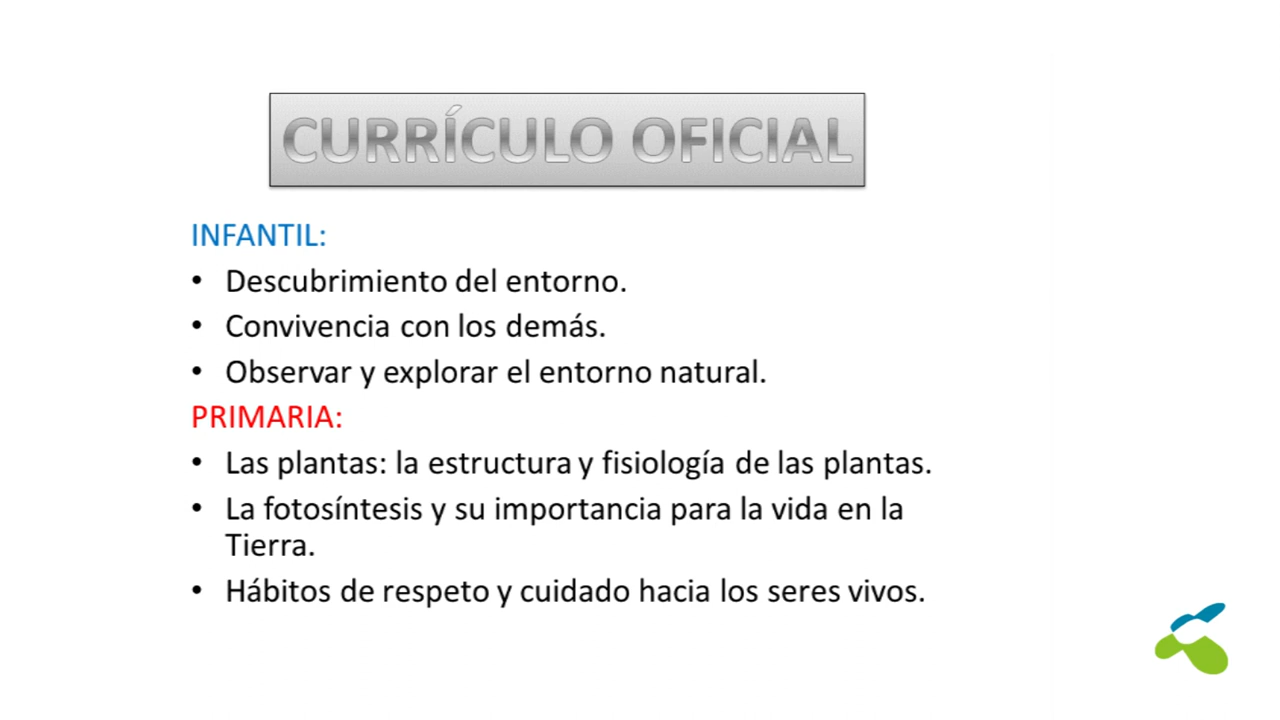 CURRÍCULO OFICIAL
INFANTIL:
• Descubrimiento del entorno.
• Convivencia con los demás.
• Observar y explorar el entorno natural.
PRIMARIA:
• Las plantas: la estructura y fisiología de las plantas.
• La fotosíntesis y su importancia para la vida en la
Tierra.
• Hábitos de respeto y cuidado hacia los seres vivos.